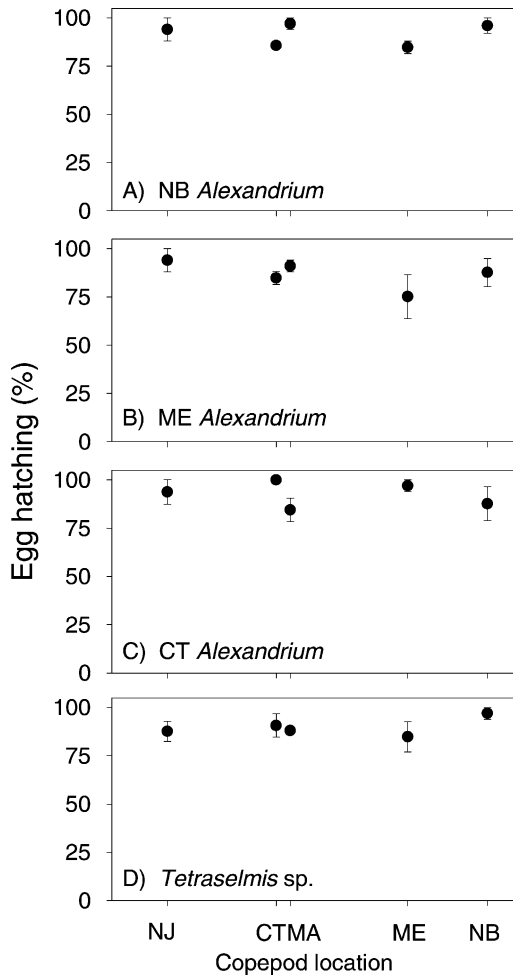 100
75
50
25
0
A) NB Alexandrium
100
75
50
25
0
B) ME Alexandrium
Egg hatching (%)
100
75
50
25
0
C) CT Alexandrium
100
75
50
25
0
D) Tetraselmis sp.
NJ CTMA ME NB
Copepod location